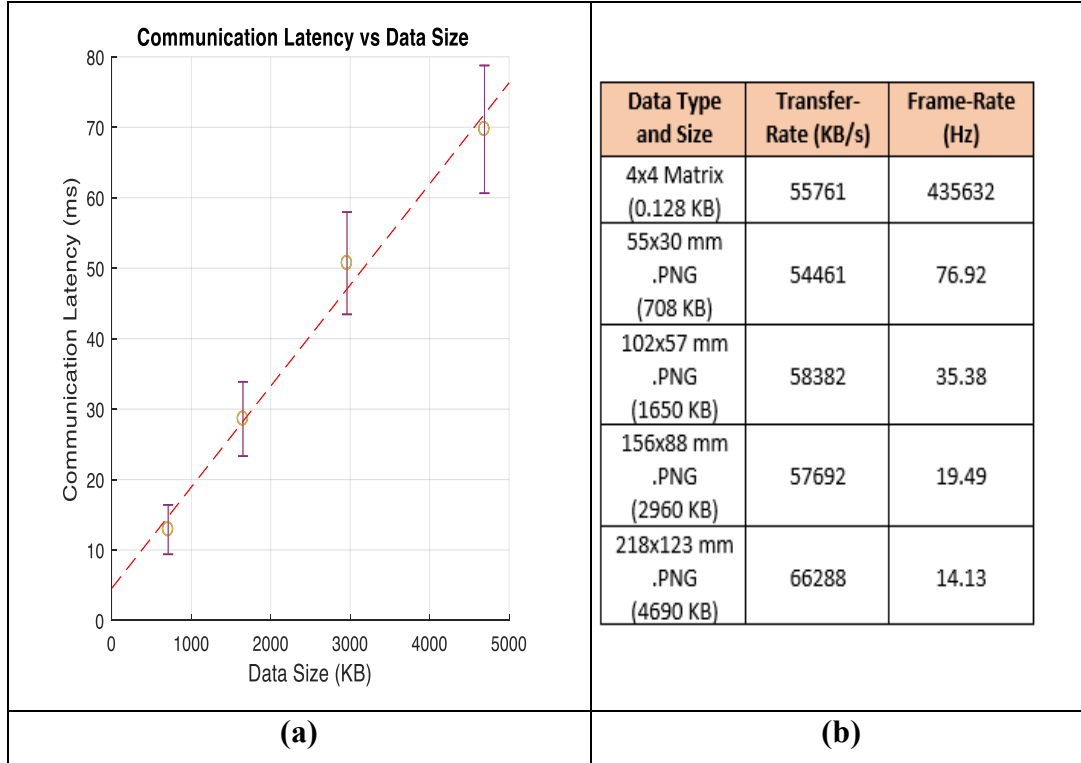 Communication Latency vs Data Size
80
70
60
50
40
30
20
10
0
Communication Latency (ms)
0 1000 2000 3000 4000 5000
Data Size (KB)
(a)
Data Type and Size Transfer-Rate (KB/s) Frame-Rate (Hz)
4x4 Matrix
(0.128 KB)
55761
435632
55x30 mm
.PNG
(708 KB)
54461
76.92
102x57 mm
.PNG
(1650 KB)
58382
35.38
156x88 mm
.PNG
(2960 KB)
57692
19.49
218x123 mm
.PNG
(4690 KB)
66288
14.13
(b)